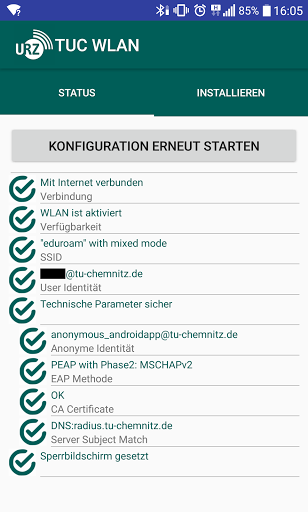 85% 16:05
URZ TUC WLAN
STATUS INSTALLIEREN
KONFIGURATION ERNEUT STARTEN
Mit Internet verbunden
Verbindung
WLAN ist aktiviert
Verfügbarkeit
"eduroam" with mixed mode
SSID
@tu-chemnitz.de
User Identität
Technische Parameter sicher
anonymous_androidapp@tu-chemnitz.de
Anonyme Identität
PEAP with Phase2: MSCHAPv2
EAP Methode
OK
CA Certificate
DNS:radius.tu-chemnitz.de
Server Subject Match
Sperrbildschirm gesetzt